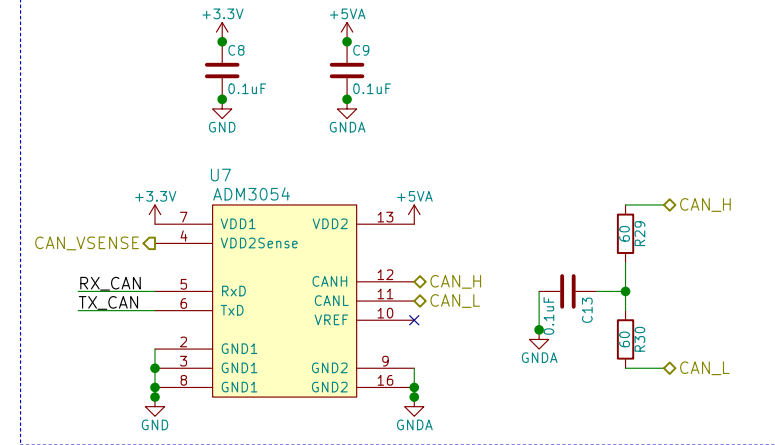 +3.3V
+5VA
C8
C9
0.1uF
0.1uF
GND
GNDA
U7
ADM3054
+3.3V
+5VA
7
VDD1
VDD2
13
CAN_VSENSE
4
VDD2Sense
CAN_H
R29
60
RX_CAN
5
RxD
CANH
12
CAN_H
TX_CAN
6
TxD
CANL
11
CAN_L
VREF
10
0.1uF
C13
GNDA
R30
60
2
GND1
3
GND1
GND2
9
8
GND1
GND2
16
CAN_L
GND
GNDA